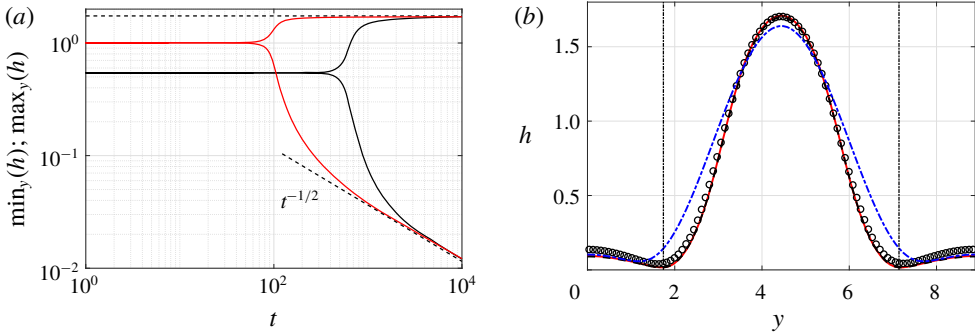 (a)
min_y(h); max_y(h)
10^0
10^{-1}
10^{-2}
t^{-1/2}
10^0 10^2 10^4
t
(b)
h
1.5
1.0
0.5
0 2 4 6 8
y